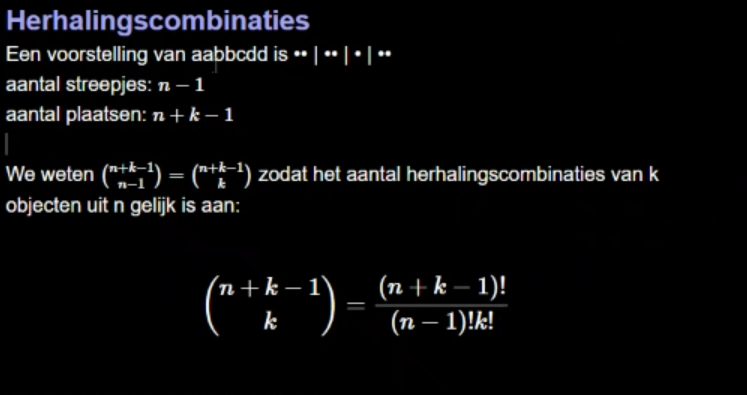 Herhalingscombinaties
Een voorstelling van aabbcdd is •• | •• | • | ••
aantal streepjes: n − 1
aantal plaatsen: n + k − 1
We weten \binom{n+k−1}{n−1} = \binom{n+k−1}{k} zodat het aantal herhalingscombinaties van k
objecten uit n gelijk is aan:
\binom{n + k − 1}{k} = \frac{(n + k − 1)!}{(n − 1)!k!}